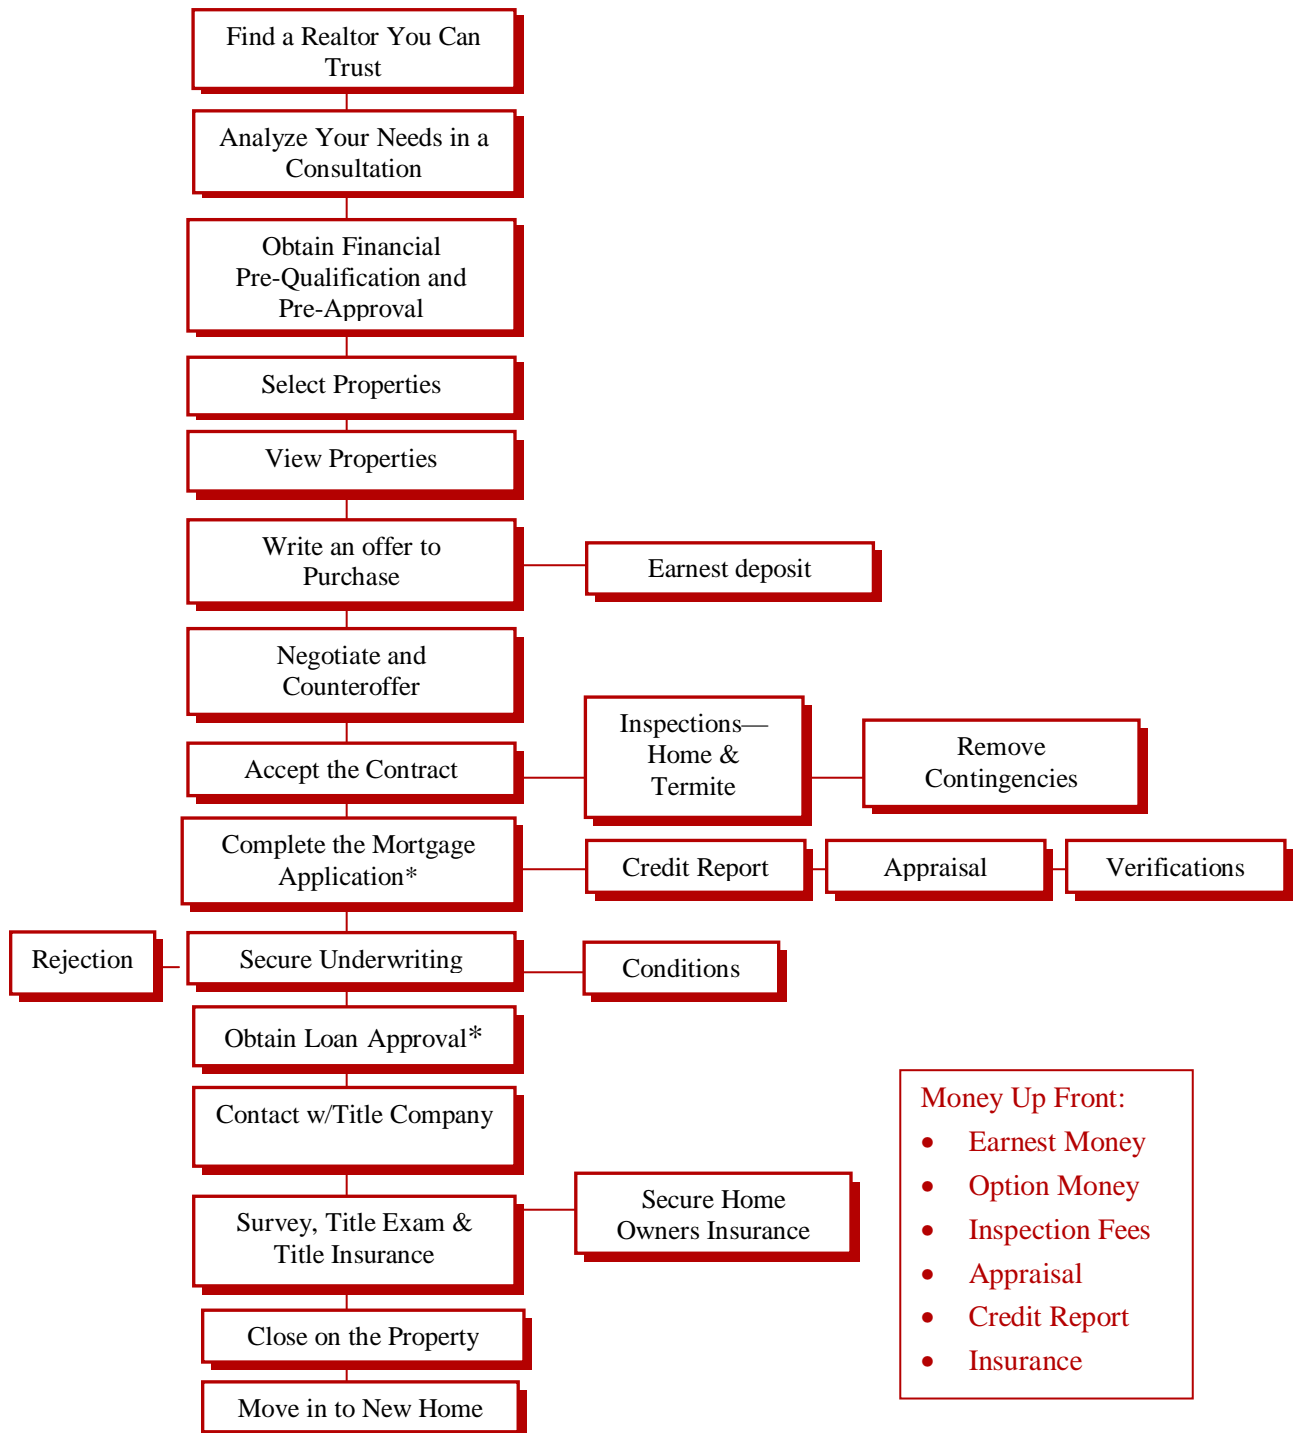 Find a Realtor You Can
Trust
Analyze Your Needs in a
Consultation
Obtain Financial
Pre-Qualification and
Pre-Approval
Select Properties
View Properties
Write an offer to
Purchase
Earnest deposit
Negotiate and
Counteroffer
Accept the Contract
Inspections—
Home &
Termite
Remove
Contingencies
Complete the Mortgage
Application*
Credit Report
Appraisal
Verifications
Rejection
Secure Underwriting
Conditions
Obtain Loan Approval*
Contact w/Title Company
Survey, Title Exam &
Title Insurance
Secure Home
Owners Insurance
Close on the Property
Move in to New Home
Money Up Front:
• Earnest Money
• Option Money
• Inspection Fees
• Appraisal
• Credit Report
• Insurance